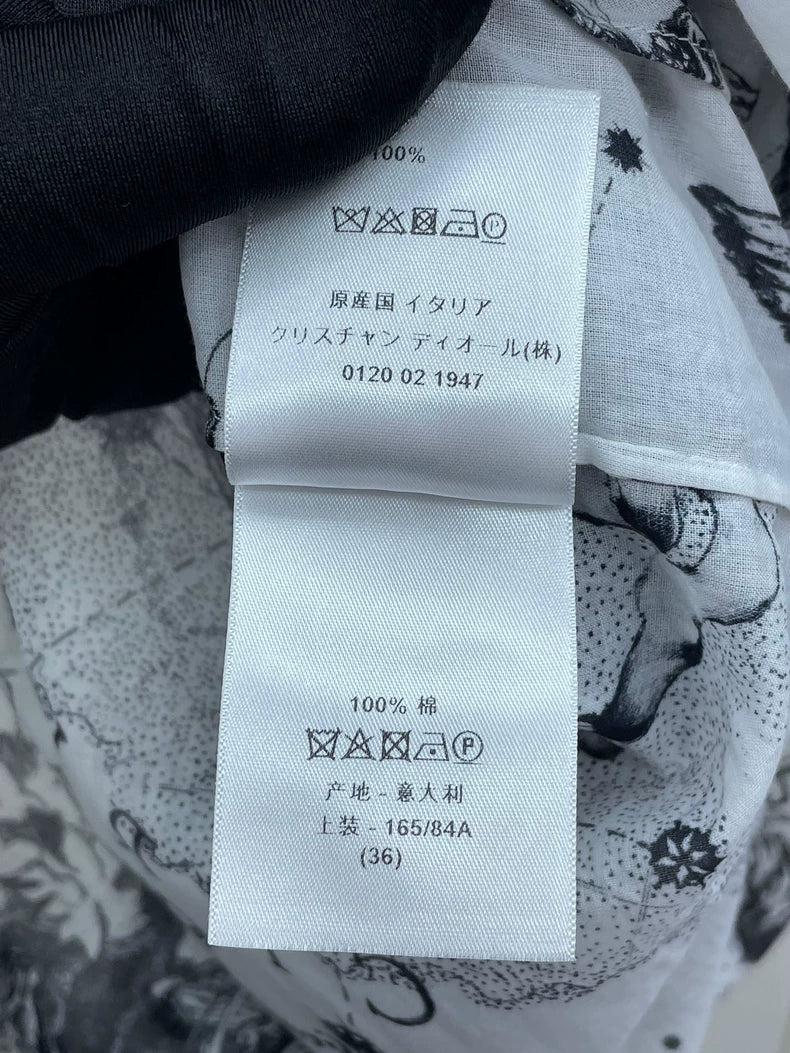 100%
原産国 イタリア
クリスチャン ディオール(株)
0120 02 1947
100% 棉
产地 - 意大利
上装 - 165/84A
(36)